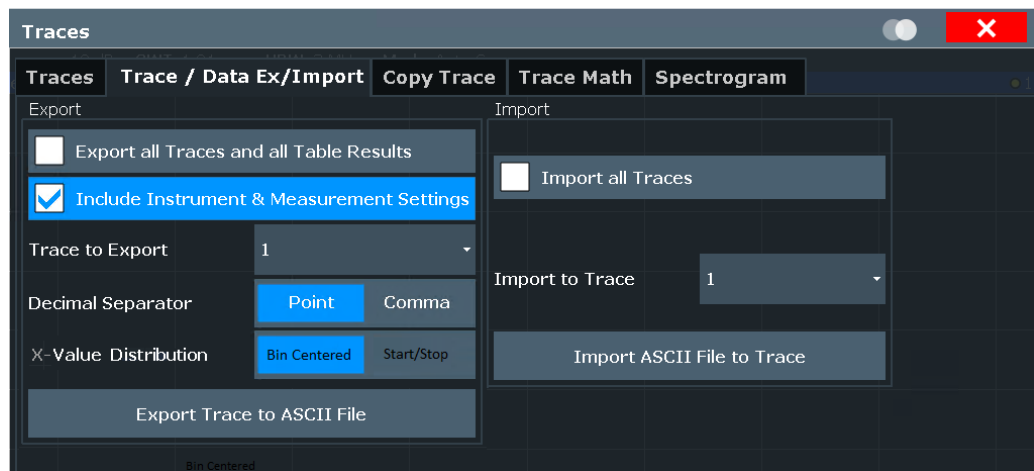 Traces
Traces
Trace / Data Ex/Import
Copy Trace
Trace Math
Spectrogram
Export
Export all Traces and all Table Results
Include Instrument & Measurement Settings
Trace to Export
1
Decimal Separator
Point
Comma
X-Value Distribution
Bin Centered
Start/Stop
Export Trace to ASCII File
Bin Centered
Import
Import all Traces
Import to Trace
1
Import ASCII File to Trace